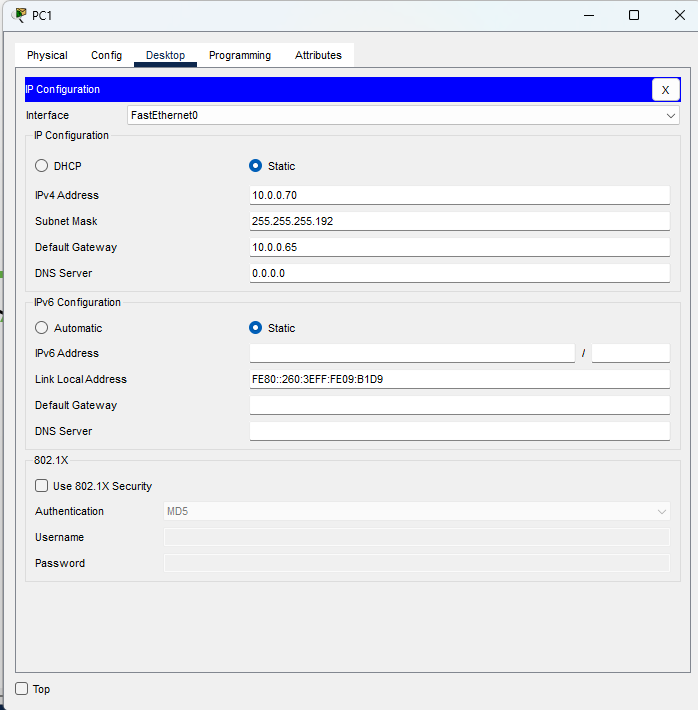 PC1
Physical Config Desktop Programming Attributes
IP Configuration X
Interface FastEthernet0
IP Configuration
DHCP Static
IPv4 Address 10.0.0.70
Subnet Mask 255.255.255.192
Default Gateway 10.0.0.65
DNS Server 0.0.0.0
IPv6 Configuration
Automatic Static
IPv6 Address /
Link Local Address FE80::260:3EFF:FE09:B1D9
Default Gateway
DNS Server
802.1X
Use 802.1X Security
Authentication MD5
Username
Password
Top